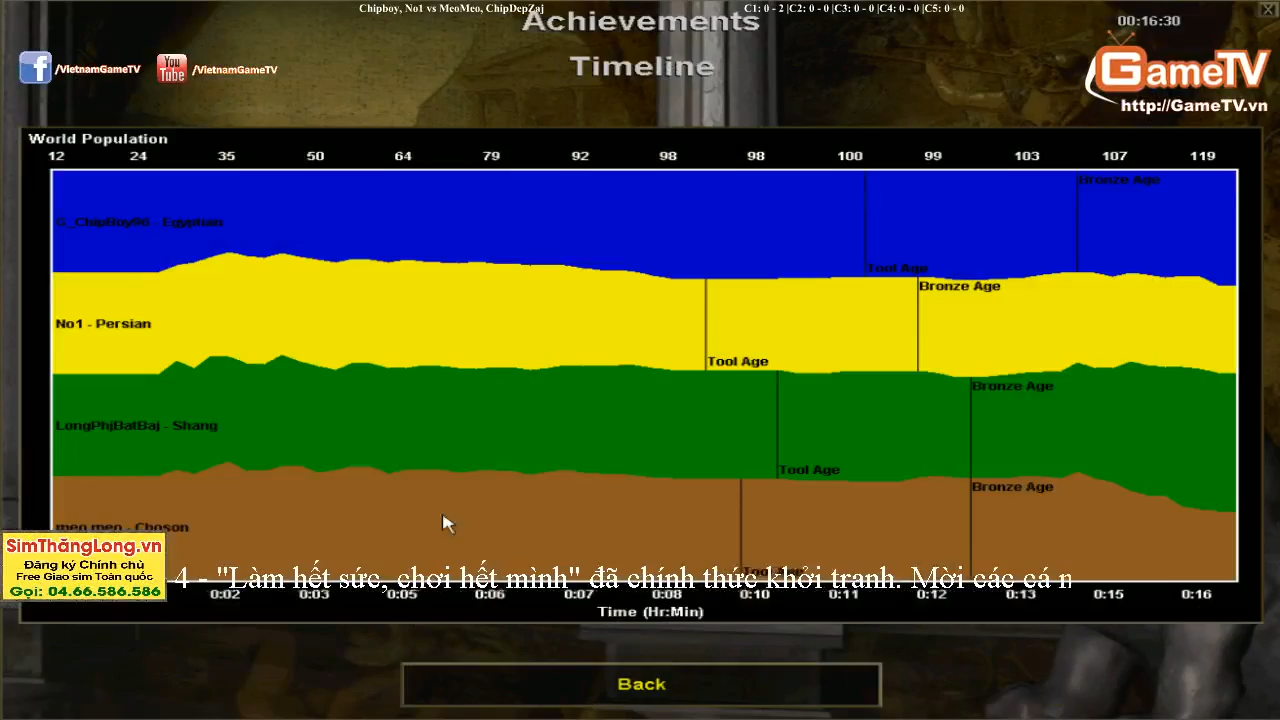 Chipboy, No1 vs MeoMeo, ChipDepZaj
C1: 0 - 2 |C2: 0 - 0 |C3: 0 - 0 |C4: 0 - 0 |C5: 0 - 0
Achievements
00:16:30
Timeline
/VietnamGameTV
You Tube /VietnamGameTV
GameTV
http://GameTV.vn
World Population
12 24 35 50 64 79 92 98 98 100 99 103 107 119
Bronze Age
G_ChipBoy96 - Egyptian
Tool Age
Bronze Age
No1 - Persian
Tool Age
Bronze Age
LongPhjBatBaj - Shang
Tool Age
Bronze Age
meo meo - Choson
SimThăngLong.vn
Đăng ký Chính chủ
Free Giao sim Toàn quốc
Gọi: 04.66.586.586
4 - "Làm hết sức, chơi hết mình" đã chính thức khởi tranh. Mời các cá n
Tool Age
0:02 0:03 0:05 0:06 0:07 0:08 0:10 0:11 0:12 0:13 0:15 0:16
Time (Hr:Min)
Back